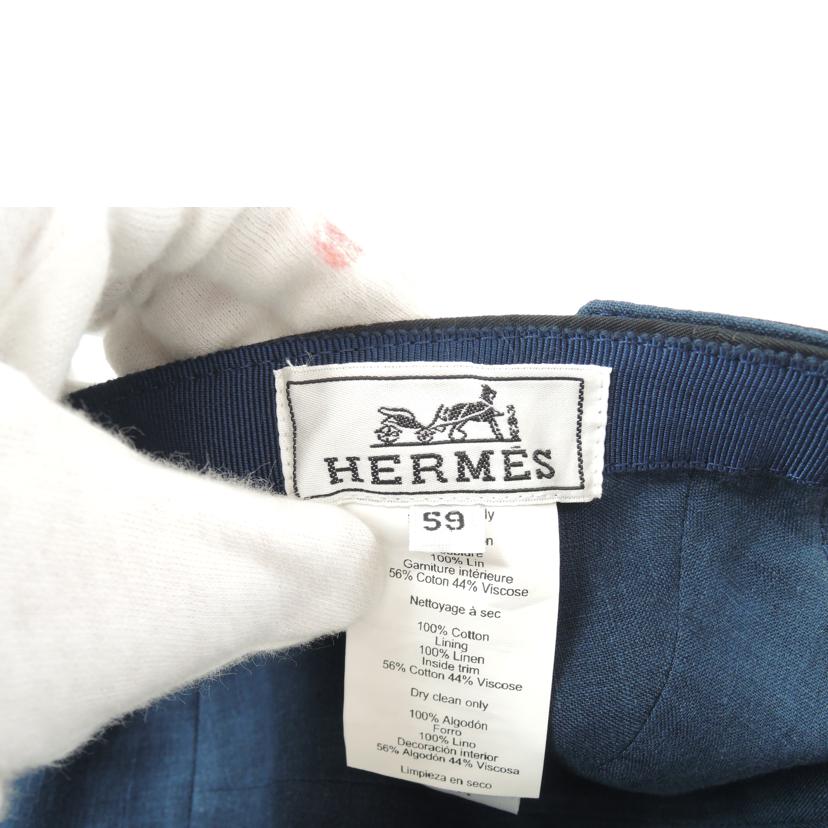 HERMÈS
59
100% Lin
Garniture intérieure
56% Coton 44% Viscose
Nettoyage à sec
100% Cotton
Lining
100% Linen
Inside trim
56% Cotton 44% Viscose
Dry clean only
100% Algodón
Forro
100% Lino
Decoración interior
56% Algodón 44% Viscosa
Limpieza en seco